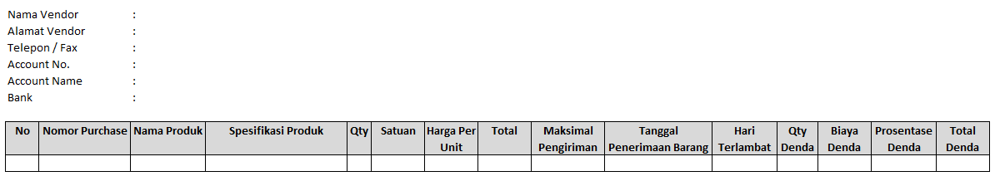 Nama Vendor :
Alamat Vendor :
Telepon / Fax :
Account No. :
Account Name :
Bank :
No Nomor Purchase Nama Produk Spesifikasi Produk Qty Satuan Harga Per Unit Total Maksimal Pengiriman Tanggal Penerimaan Barang Hari Terlambat Qty Denda Biaya Denda Prosentase Denda Total Denda